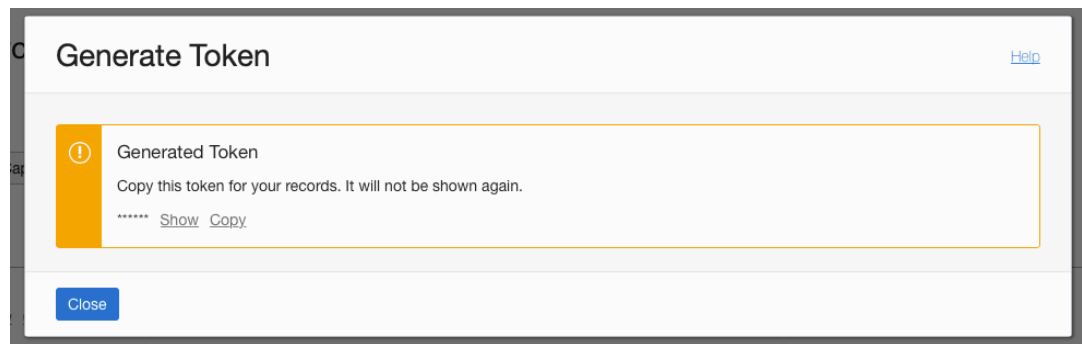 Generate Token
Help
Generated Token
Copy this token for your records. It will not be shown again.
****** Show Copy
Close